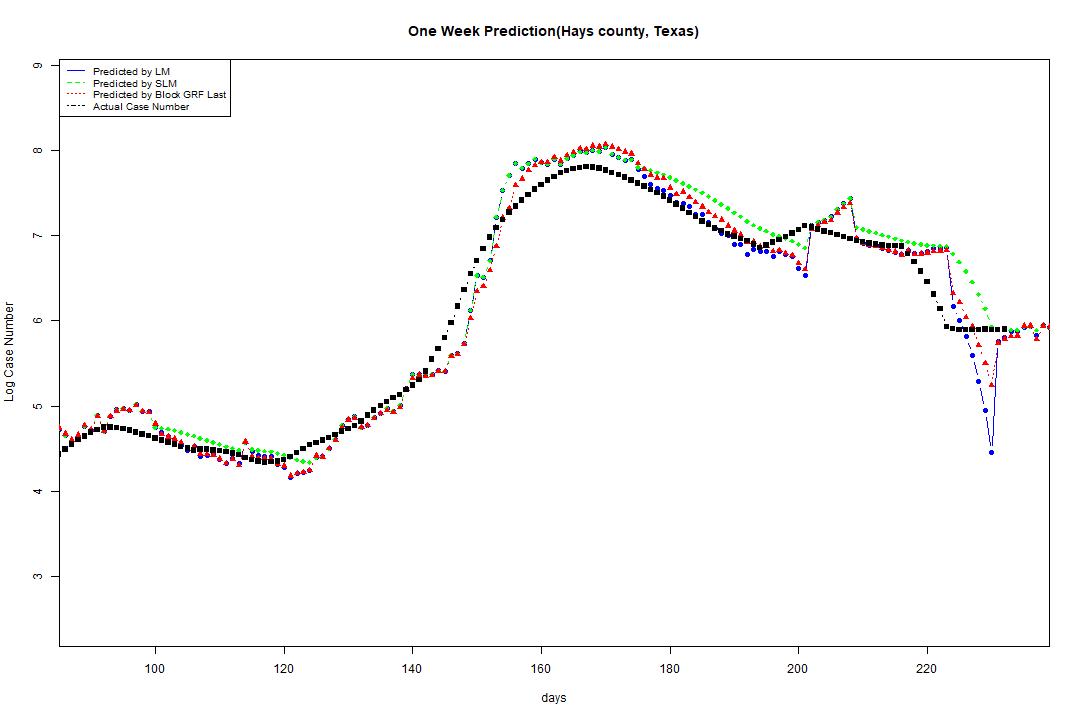 One Week Prediction(Hays county, Texas)
Predicted by LM
Predicted by SLM
Predicted by Block GRF Last
Actual Case Number
9
8
7
6
5
4
3
Log Case Number
100 120 140 160 180 200 220
days